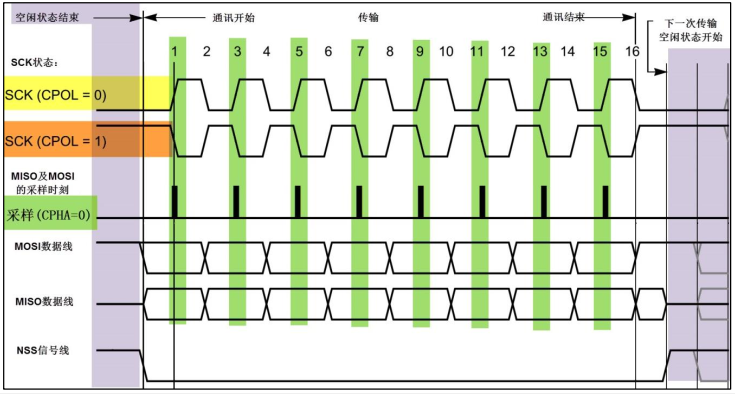 空闲状态结束
通讯开始
传输
通讯结束
下一次传输
空闲状态开始
1 2 3 4 5 6 7 8 9 10 11 12 13 14 15 16
SCK状态:
SCK (CPOL = 0)
SCK (CPOL = 1)
MISO及MOSI
的采样时刻
采样(CPHA=0)
MOSI数据线
MISO数据线
NSS信号线